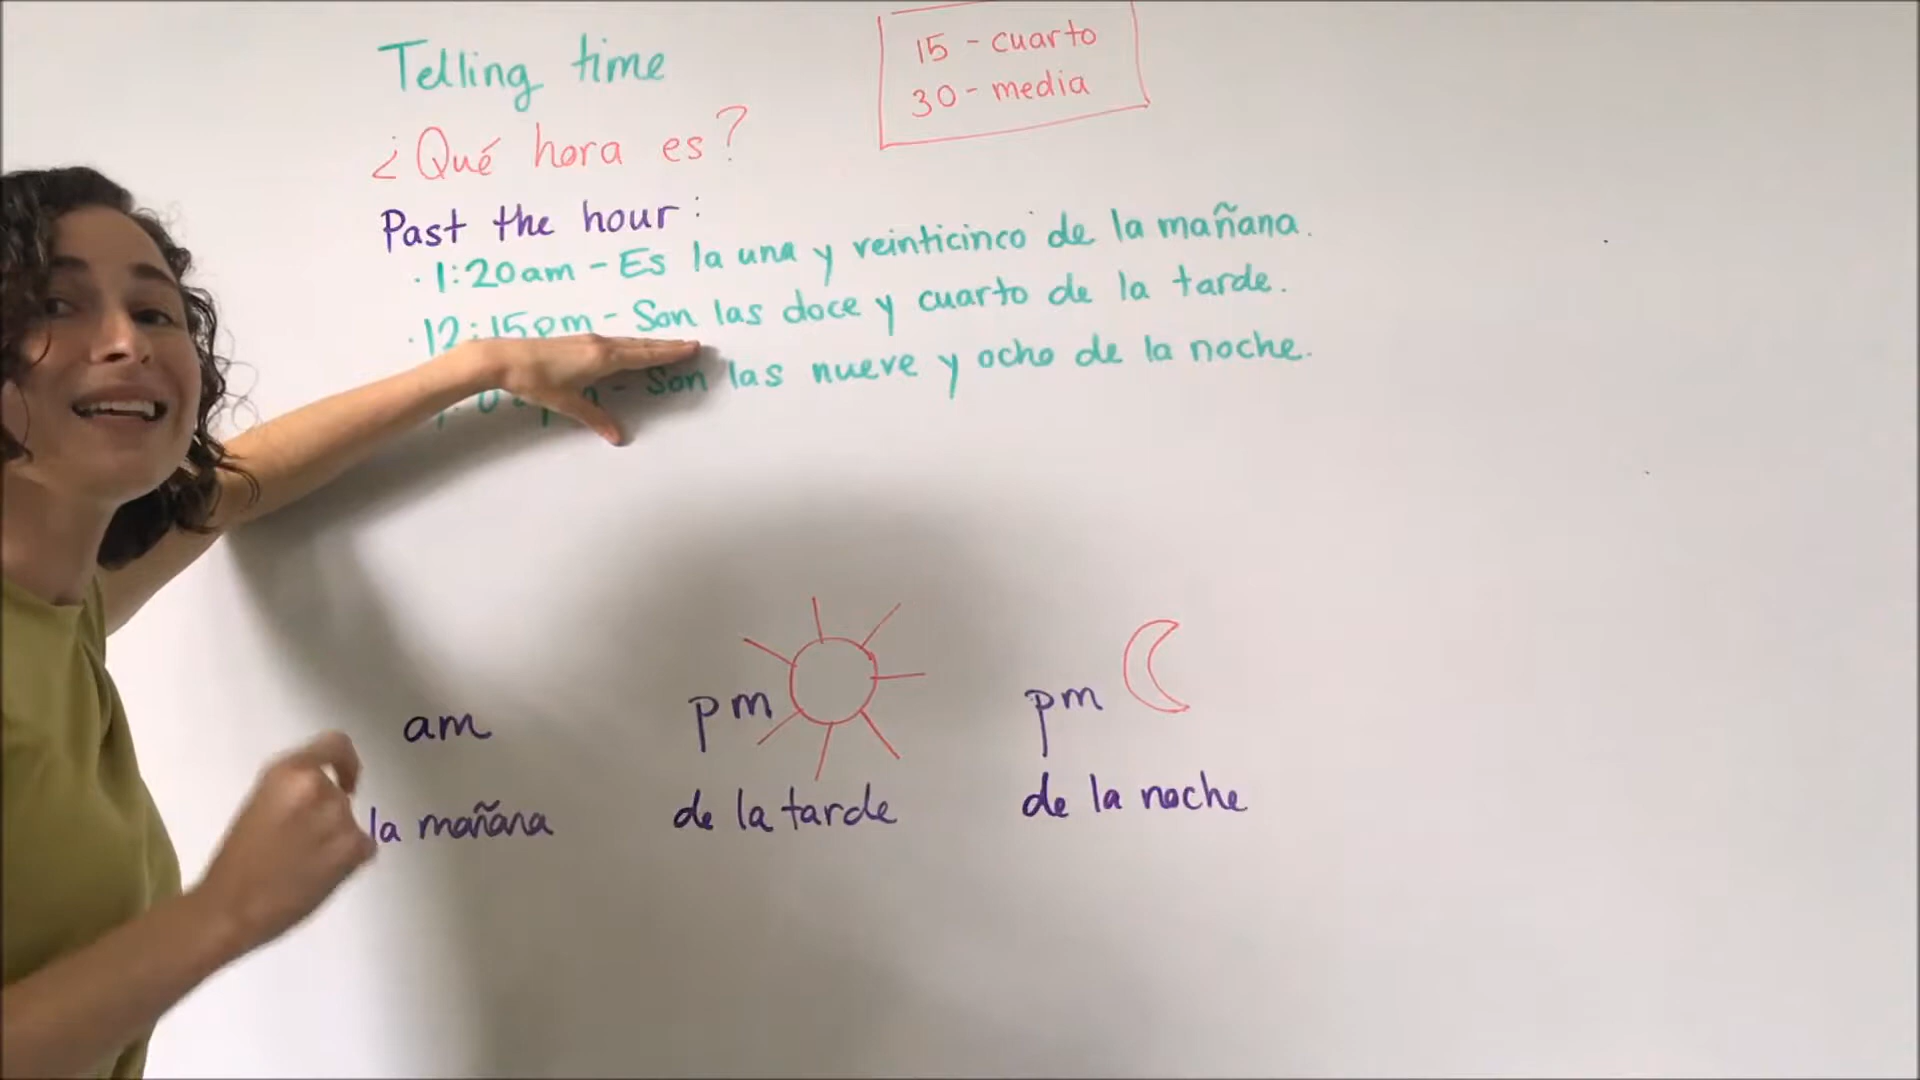 Telling time
15 - cuarto
30 - media
¿Qué hora es?
Past the hour:
· 1:20am - Es la una y veinticinco de la mañana.
· 12:15pm - Son las doce y cuarto de la tarde.
- Son las nueve y ocho de la noche.
am
pm
pm
la mañana
de la tarde
de la noche